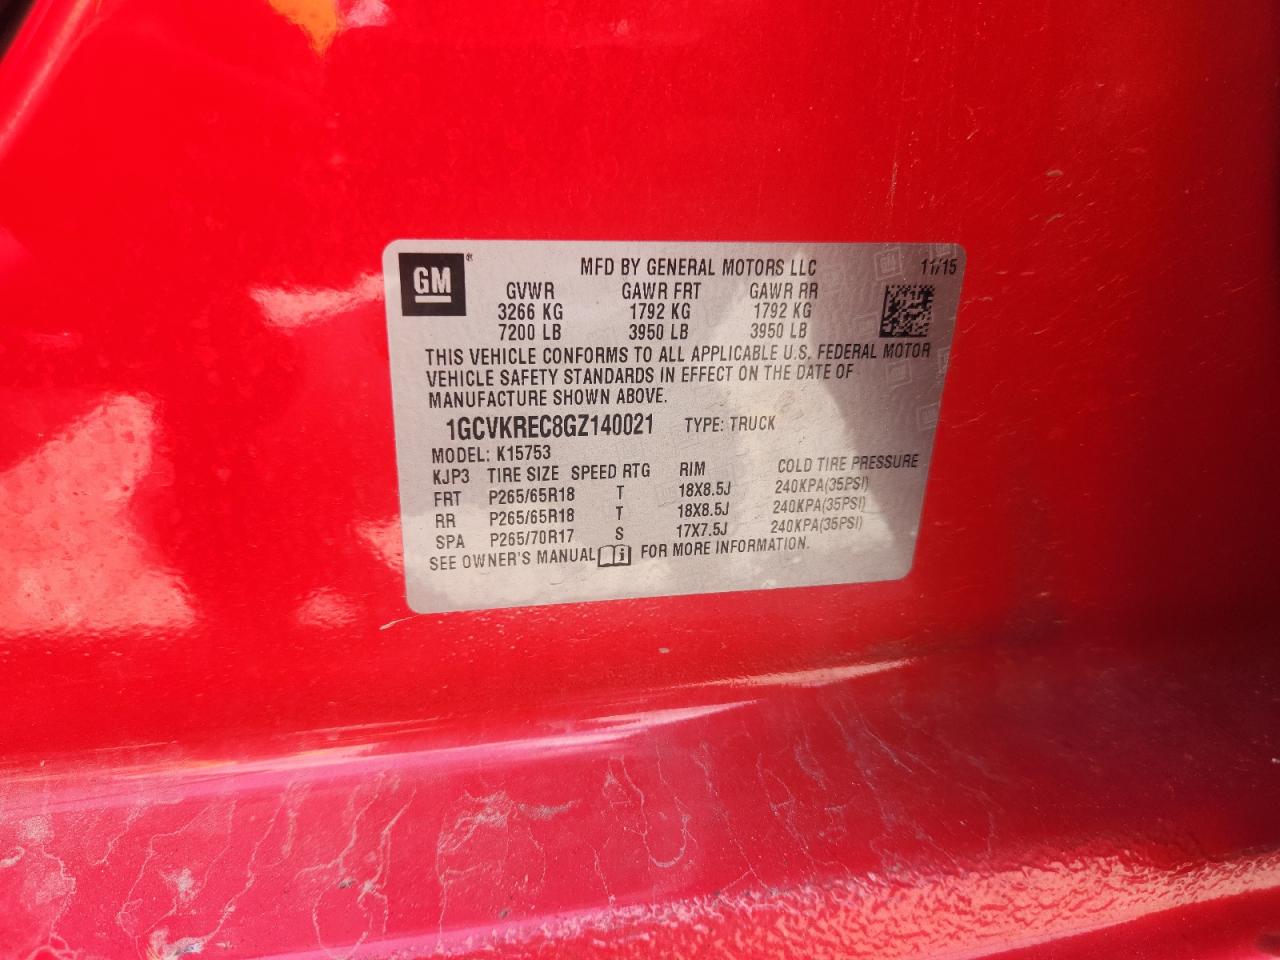 GM ®
MFD BY GENERAL MOTORS LLC 11/15
GVWR GAWR FRT GAWR RR
3266 KG 1792 KG 1792 KG
7200 LB 3950 LB 3950 LB
THIS VEHICLE CONFORMS TO ALL APPLICABLE U.S. FEDERAL MOTOR
VEHICLE SAFETY STANDARDS IN EFFECT ON THE DATE OF
MANUFACTURE SHOWN ABOVE.
1GCVKREC8GZ140021 TYPE: TRUCK
MODEL: K15753
KJP3 TIRE SIZE SPEED RTG RIM COLD TIRE PRESSURE
FRT P265/65R18 T 18X8.5J 240KPA(35PSI)
RR P265/65R18 T 18X8.5J 240KPA(35PSI)
SPA P265/70R17 S 17X7.5J 240KPA(35PSI)
SEE OWNER'S MANUAL FOR MORE INFORMATION.